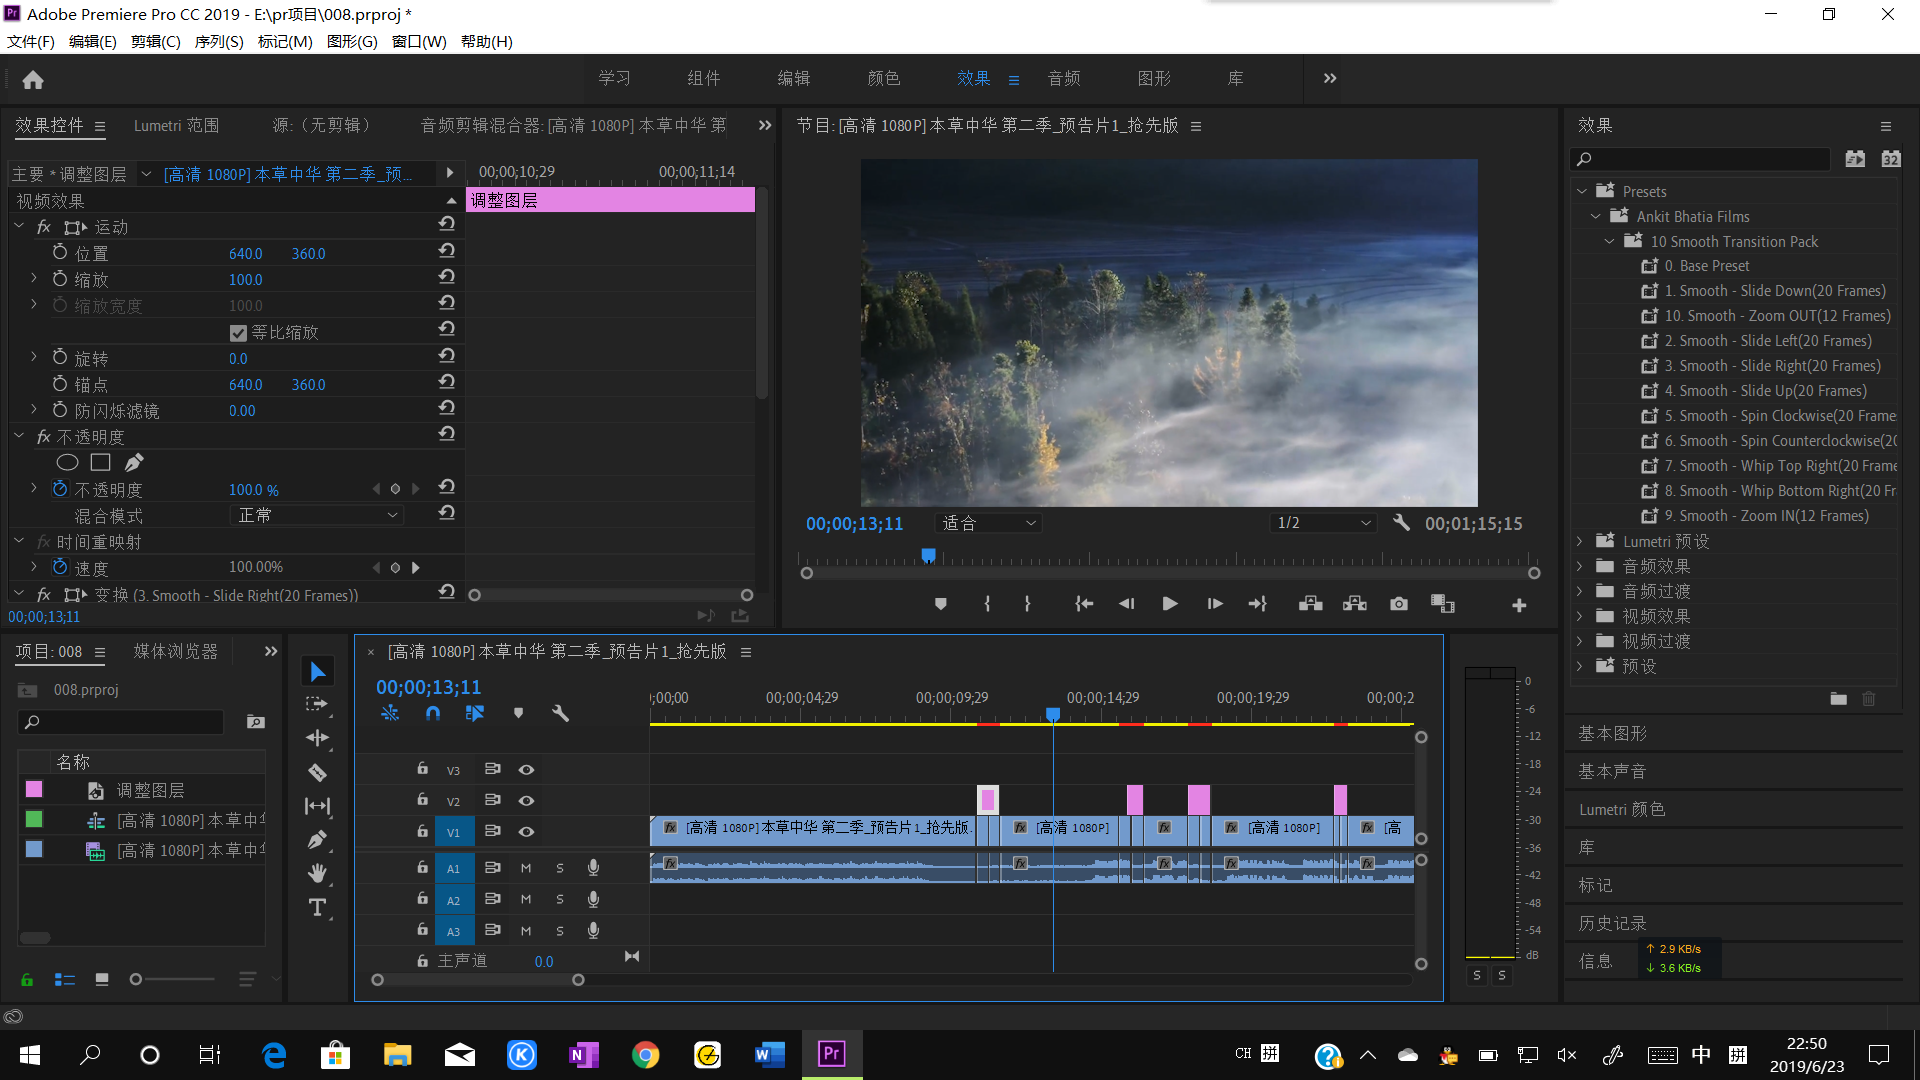 Adobe Premiere Pro CC 2019 - E:\pr项目\008.prproj *
文件(F) 编辑(E) 剪辑(C) 序列(S) 标记(M) 图形(G) 窗口(W) 帮助(H)
学习 组件 编辑 颜色 效果 音频 图形 库
效果控件 Lumetri 范围 源:（无剪辑） 音频剪辑混合器: [高清 1080P] 本草中华 第
主要 * 调整图层 [高清 1080P] 本草中华 第二季_预...
00;00;10;29 00;00;11;14
视频效果
调整图层
fx 运动
位置 640.0 360.0
缩放 100.0
缩放宽度 100.0
等比缩放
旋转 0.0
锚点 640.0 360.0
防闪烁滤镜 0.00
fx 不透明度
不透明度 100.0 %
混合模式 正常
fx 时间重映射
速度 100.00%
fx 变换 (3. Smooth - Slide Right(20 Frames))
00;00;13;11
节目: [高清 1080P] 本草中华 第二季_预告片1_抢先版
00;00;13;11 适合 1/2 00;01;15;15
效果
32
Presets
Ankit Bhatia Films
10 Smooth Transition Pack
0. Base Preset
1. Smooth - Slide Down(20 Frames)
10. Smooth - Zoom OUT(12 Frames)
2. Smooth - Slide Left(20 Frames)
3. Smooth - Slide Right(20 Frames)
4. Smooth - Slide Up(20 Frames)
5. Smooth - Spin Clockwise(20 Frame
6. Smooth - Spin Counterclockwise(20
7. Smooth - Whip Top Right(20 Frame
8. Smooth - Whip Bottom Right(20 Fr
9. Smooth - Zoom IN(12 Frames)
Lumetri 预设
音频效果
音频过渡
视频效果
视频过渡
预设
基本图形
基本声音
Lumetri 颜色
库
标记
历史记录
信息
↑ 2.9 KB/s
↓ 3.6 KB/s
项目: 008 媒体浏览器
008.prproj
名称
调整图层
[高清 1080P] 本草中
[高清 1080P] 本草中
× [高清 1080P] 本草中华 第二季_预告片1_抢先版
00;00;13;11
;00;00 00;00;04;29 00;00;09;29 00;00;14;29 00;00;19;29 00;00;2
V3
V2
V1 fx [高清 1080P] 本草中华 第二季_预告片1_抢先版. fx [高清 1080P] fx fx [高清 1080P] fx [高
A1 M S fx fx fx fx fx
A2 M S
A3 M S
主声道 0.0
0
-6
-12
-18
-24
-30
-36
-42
-48
-54
dB
S S
CH 拼 中 拼
22:50
2019/6/23
Pr